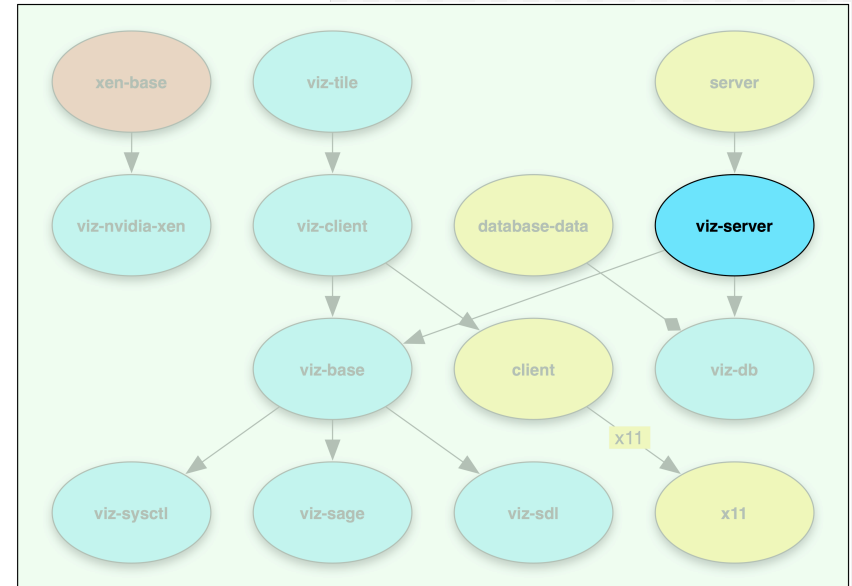 xen-base
viz-tile
server
viz-nvidia-xen
viz-client
database-data
viz-server
viz-base
client
viz-db
x11
viz-sysctl
viz-sage
viz-sdl
x11